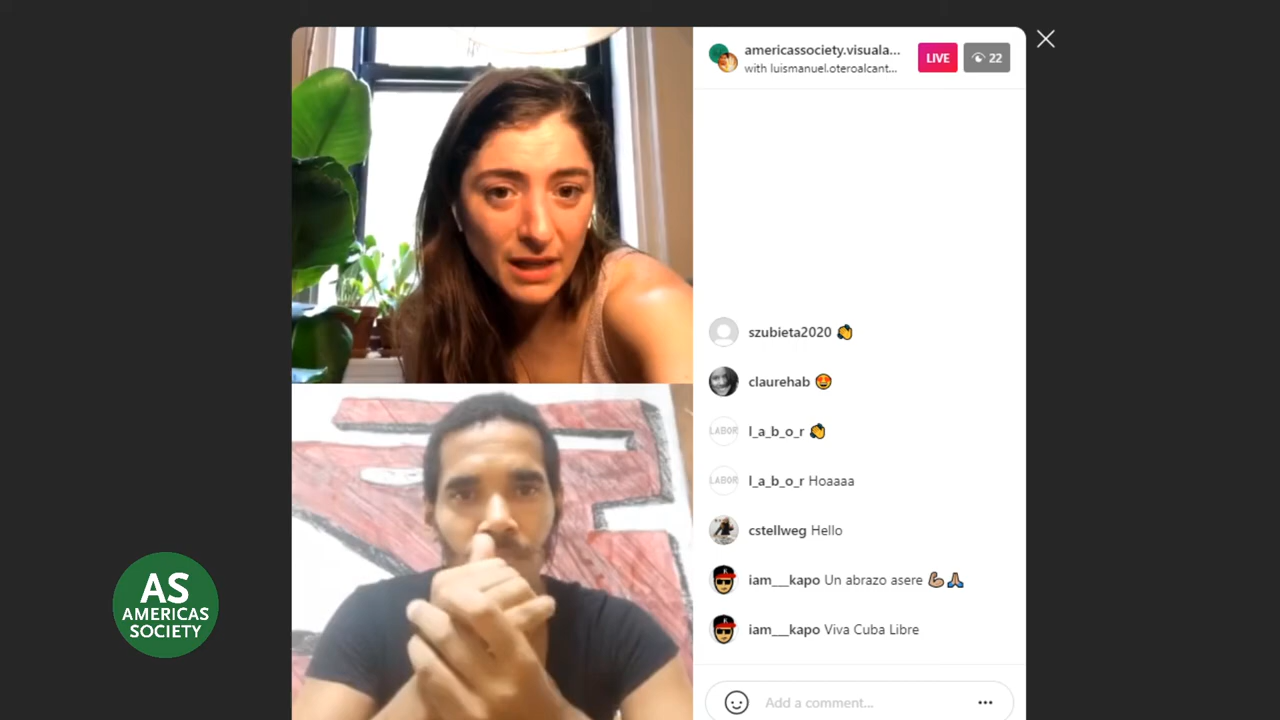 americassociety.visuala...
with luismanuel.oteroalcant...
LIVE
22
szubieta2020 👏
claurehab 😍
LABOR
l_a_b_o_r 👏
LABOR
l_a_b_o_r Hoaaaa
cstellweg Hello
iam___kapo Un abrazo asere 💪🏽🙏🏽
iam___kapo Viva Cuba Libre
Add a comment...
AS
AMERICAS
SOCIETY